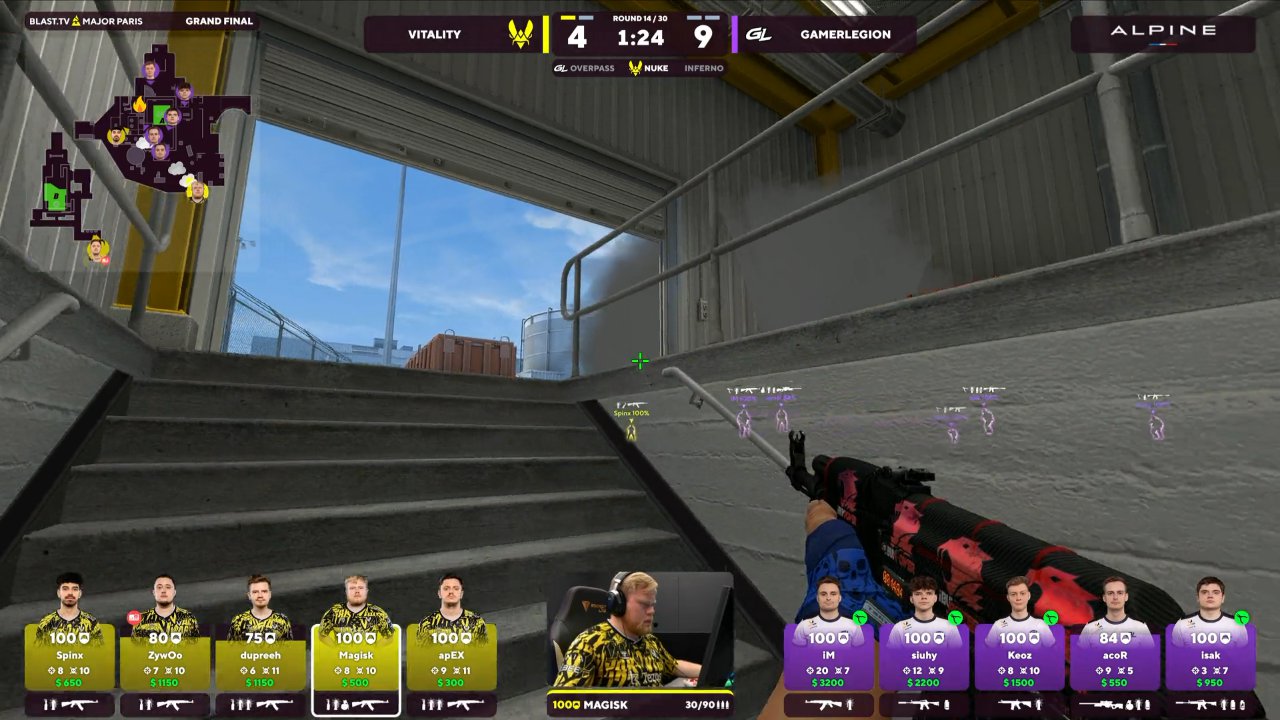 BLAST.TV MAJOR PARIS
GRAND FINAL
VITALITY
4
ROUND 14 / 30
1:24
9
GL
GAMERLEGION
ALPINE
GL OVERPASS
NUKE
INFERNO
Spinx 100%
100
Spinx
8 10
$ 650
80
ZywOo
7 10
$ 1150
75
dupreeh
6 11
$ 1150
100
Magisk
8 10
$ 500
100
apEX
9 11
$ 300
100 MAGISK
30/90
100
iM
20 7
$ 3200
100
siuhy
12 9
$ 2200
100
Keoz
8 10
$ 1500
84
acoR
9 5
$ 550
100
isak
3 7
$ 950